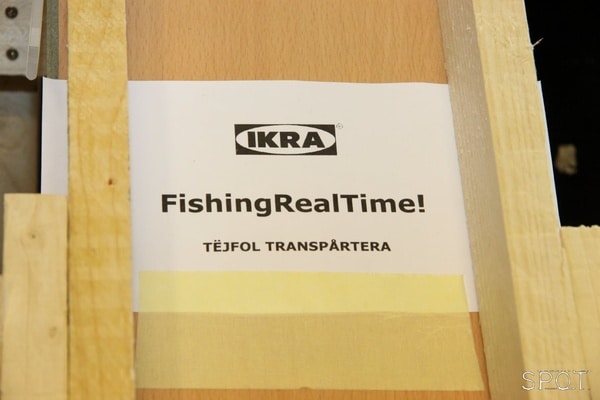 IKRA®
FishingRealTime!
TËJFOL TRANSPÅRTERA
SPOT